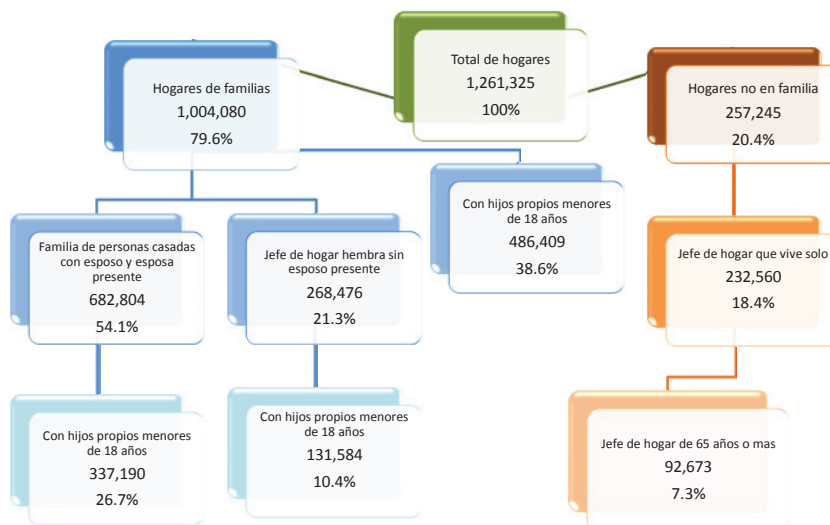 Total de hogares
1,261,325
100%
Hogares de familias
1,004,080
79.6%
Hogares no en familia
257,245
20.4%
Con hijos propios menores
de 18 años
486,409
38.6%
Familia de personas casadas
con esposo y esposa
presente
682,804
54.1%
Jefe de hogar hembra sin
esposo presente
268,476
21.3%
Jefe de hogar que vive solo
232,560
18.4%
Con hijos propios menores
de 18 años
337,190
26.7%
Con hijos propios menores
de 18 años
131,584
10.4%
Jefe de hogar de 65 años o mas
92,673
7.3%